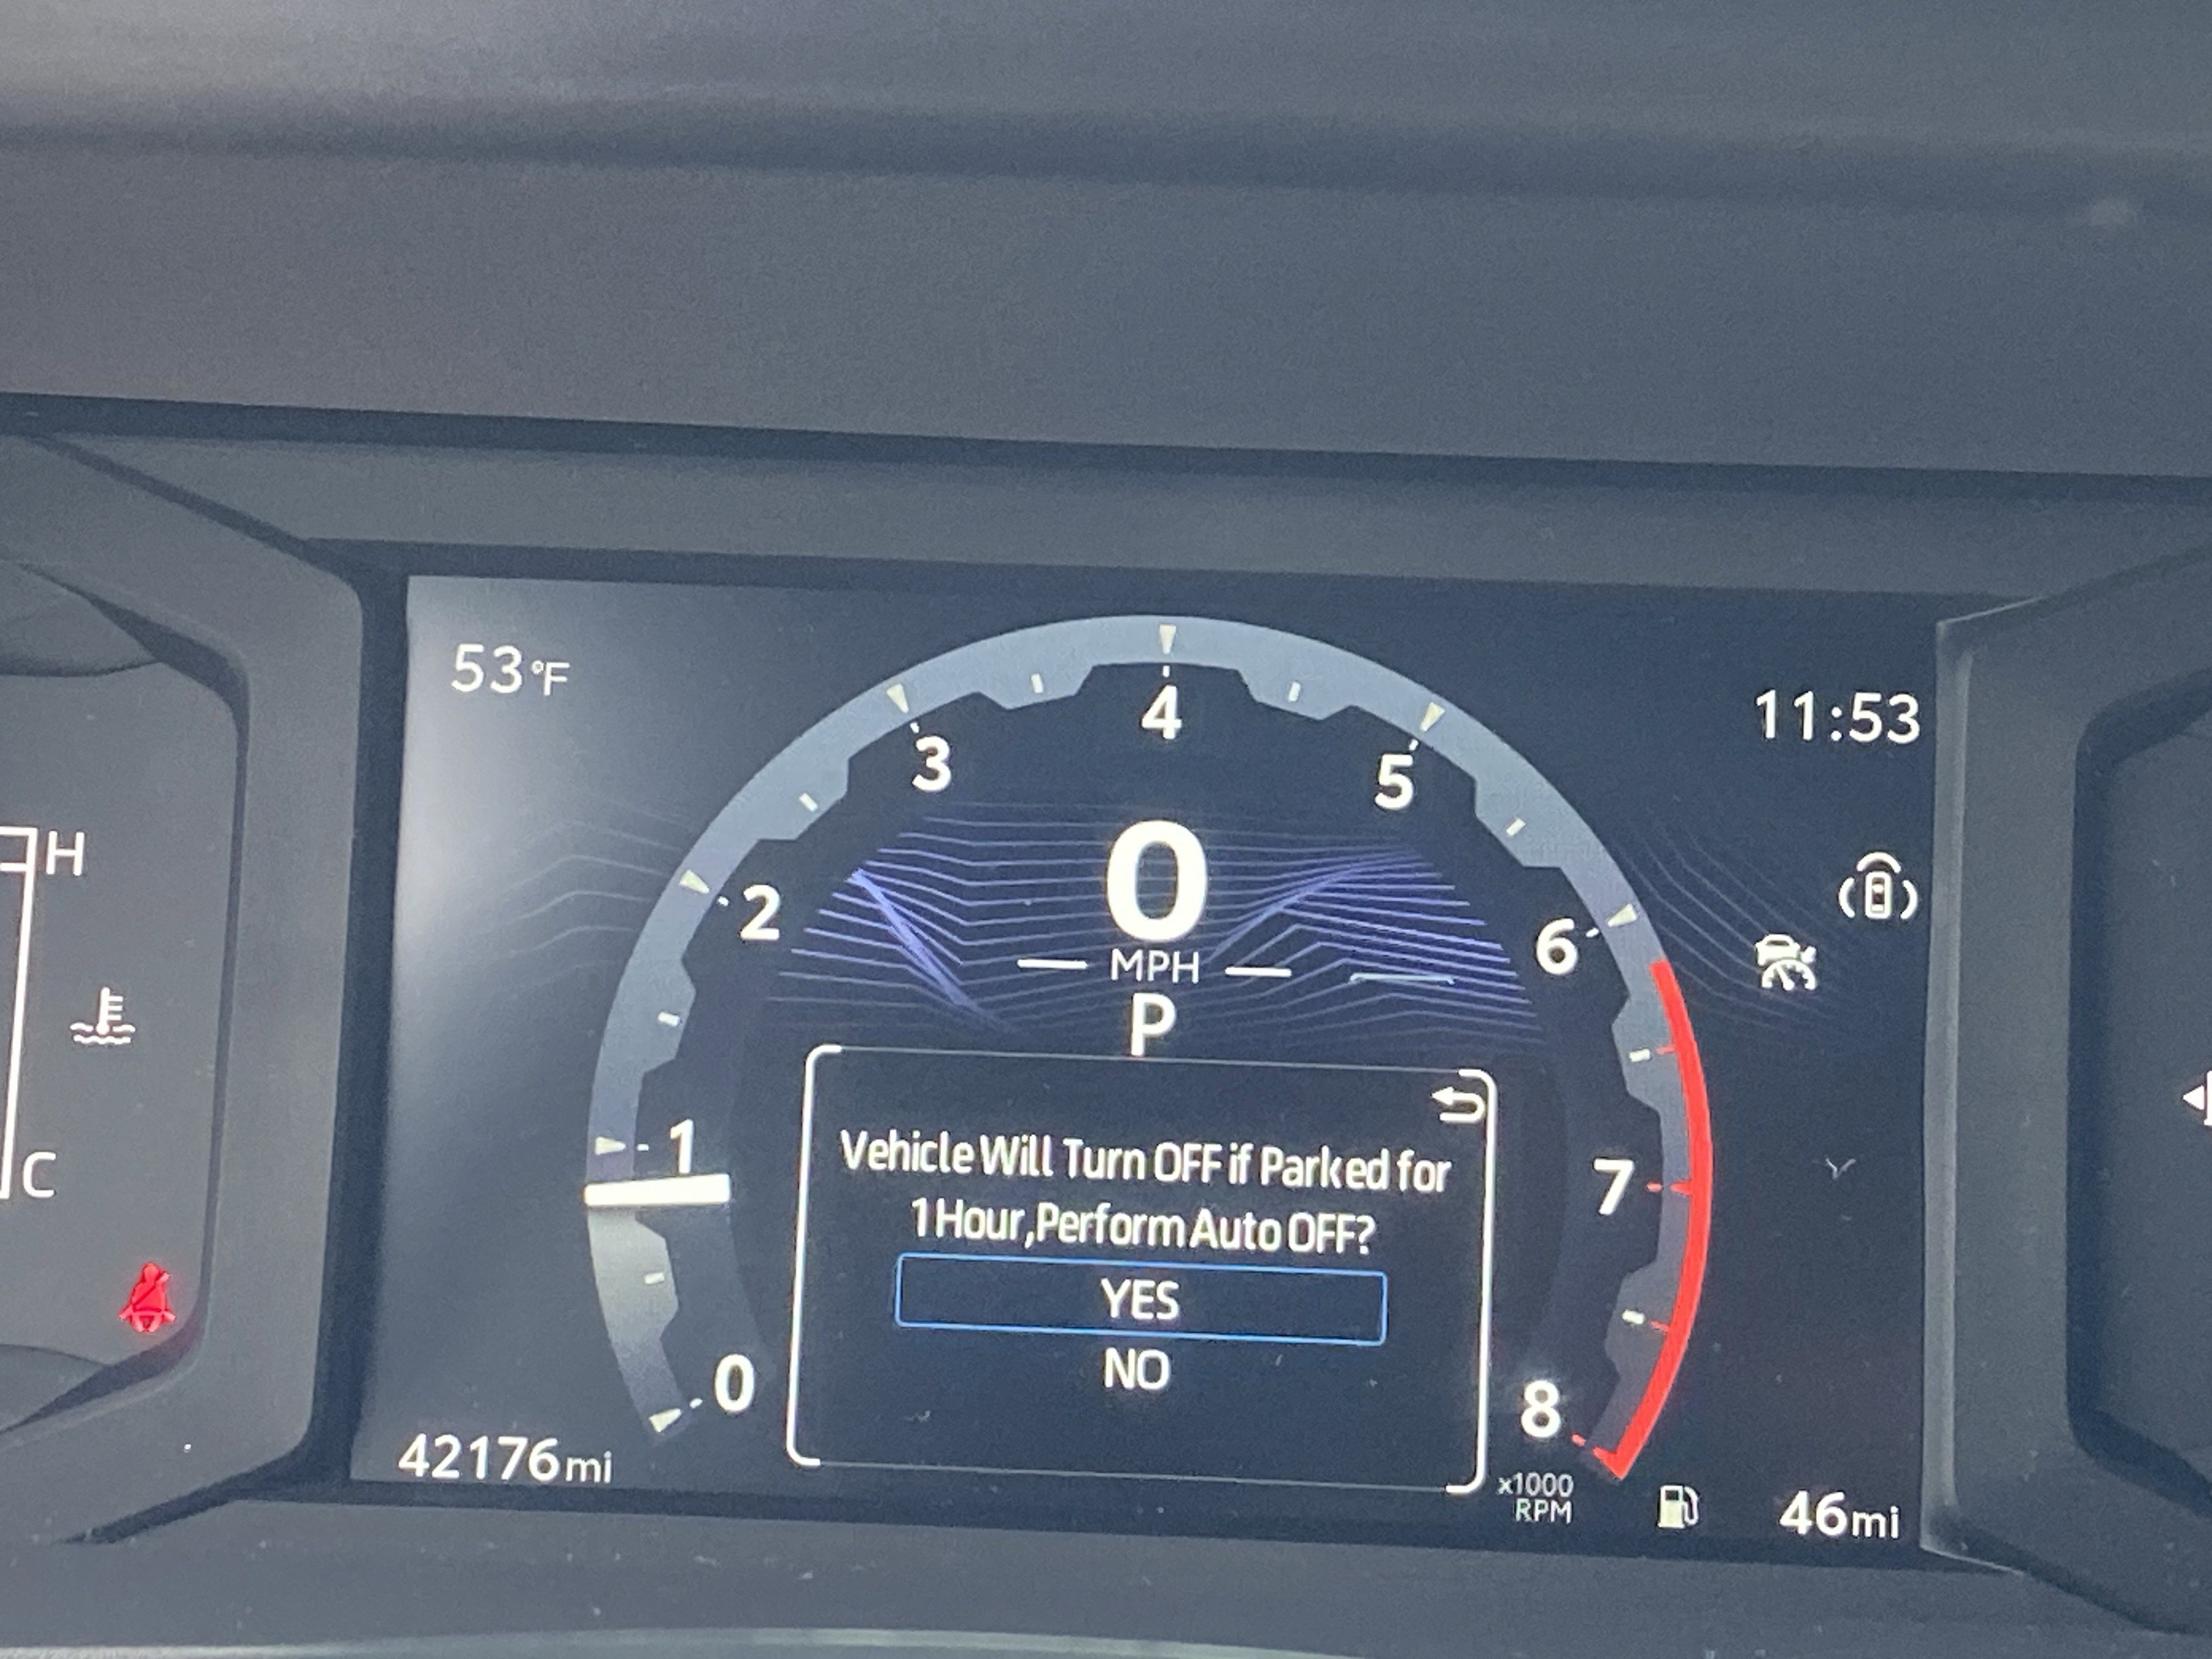 53°F
11:53
4
3
5
2
6
0
MPH
P
H
C
1
7
Vehicle Will Turn OFF if Parked for
1 Hour, Perform Auto OFF?
YES
NO
0
8
x1000
RPM
42176mi
46mi